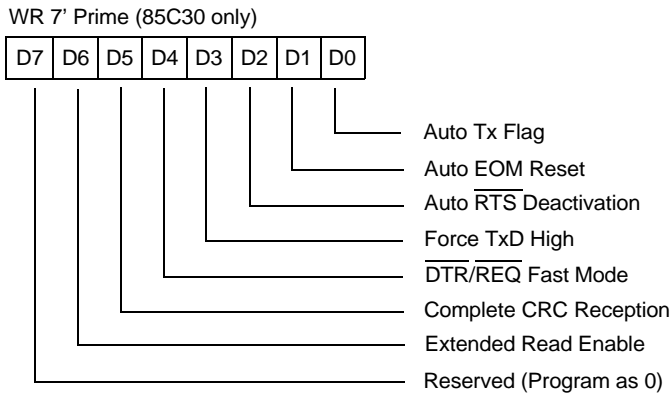 WR 7’ Prime (85C30 only)
D7 D6 D5 D4 D3 D2 D1 D0
Auto Tx Flag
Auto EOM Reset
Auto RTS Deactivation
Force TxD High
DTR/REQ Fast Mode
Complete CRC Reception
Extended Read Enable
Reserved (Program as 0)